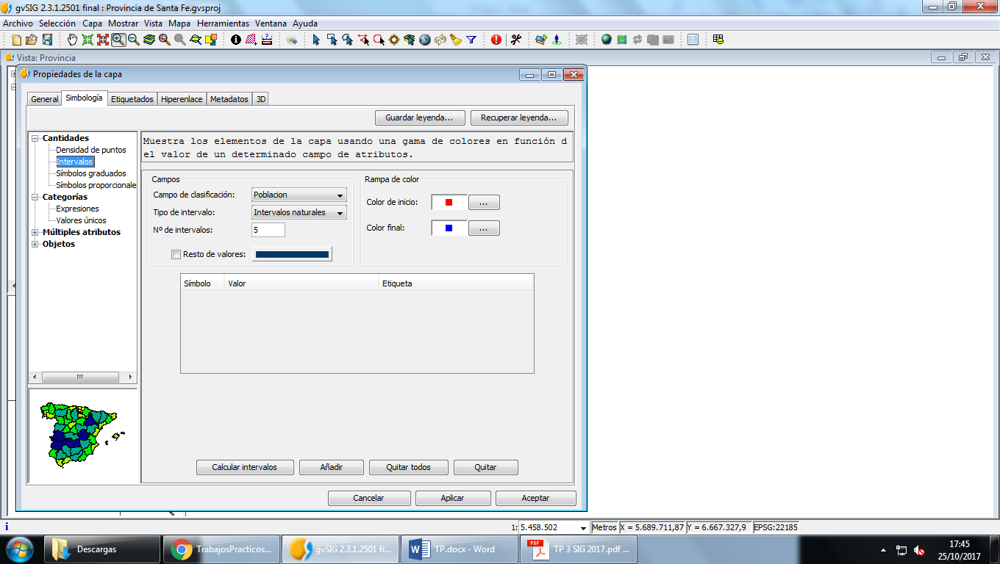 gvSIG 2.3.1.2501 final : Provincia de Santa Fe.gvsproj
Archivo Selección Capa Mostrar Vista Mapa Herramientas Ventana Ayuda
Vista: Provincia
Propiedades de la capa
General Simbología Etiquetados Hiperenlace Metadatos 3D
Guardar leyenda... Recuperar leyenda...
Cantidades
Densidad de puntos
Intervalos
Símbolos graduados
Símbolos proporcionale
Categorías
Expresiones
Valores únicos
Múltiples atributos
Objetos
Muestra los elementos de la capa usando una gama de colores en función d
el valor de un determinado campo de atributos.
Campos
Campo de clasificación: Poblacion
Tipo de intervalo: Intervalos naturales
Nº de intervalos: 5
Resto de valores:
Rampa de color
Color de inicio: ...
Color final: ...
Símbolo Valor Etiqueta
Calcular intervalos Añadir Quitar todos Quitar
Cancelar Aplicar Aceptar
1: 5.458.502 Metros X = 5.689.711,87 Y = 6.667.327,9 EPSG:22185
Descargas TrabajosPracticos... gvSIG 2.3.1.2501 fi... TP.docx - Word PDF TP 3 SIG 2017.pdf ...
17:45
25/10/2017